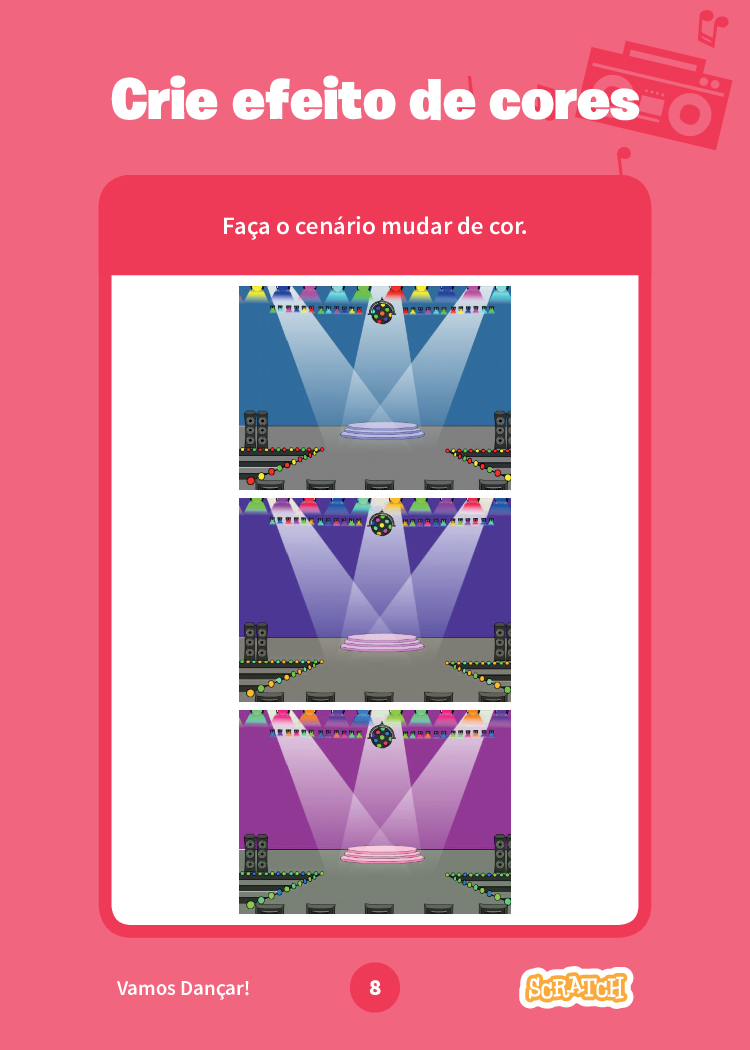 Crie efeito de cores
Faça o cenário mudar de cor.
Vamos Dançar!
8
SCRATCH